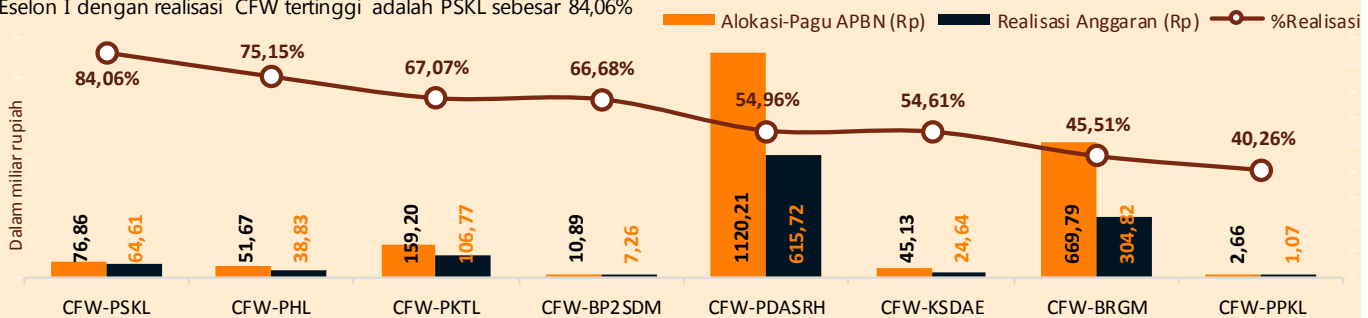 Eselon I dengan realisasi CFW tertinggi adalah PSKL sebesar 84,06%
Alokasi-Pagu APBN (Rp) Realisasi Anggaran (Rp) %Realisasi
Dalam miliar rupiah
84,06% 75,15% 67,07% 66,68% 54,96% 54,61% 45,51% 40,26%
76,86 64,61 51,67 38,83 159,20 106,77 10,89 7,26 1120,21 615,72 45,13 24,64 669,79 304,82 2,66 1,07
CFW-PSKL CFW-PHL CFW-PKTL CFW-BP2SDM CFW-PDASRH CFW-KSDAE CFW-BRGM CFW-PPKL